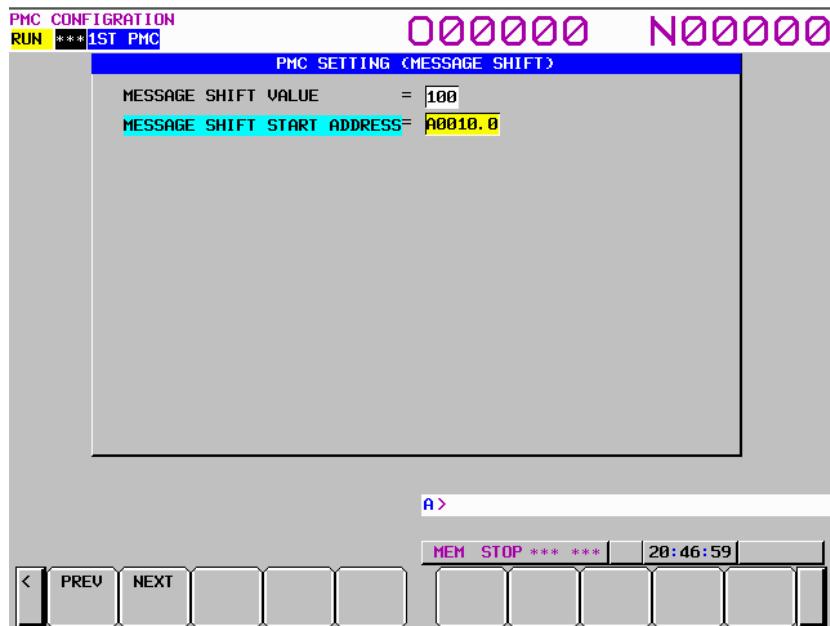 PMC CONFIGRATION
O00000 N00000
RUN *** 1ST PMC
PMC SETTING (MESSAGE SHIFT)
MESSAGE SHIFT VALUE = 100
MESSAGE SHIFT START ADDRESS= A0010.0
A>
MEM STOP *** *** 20:46:59
< PREV NEXT